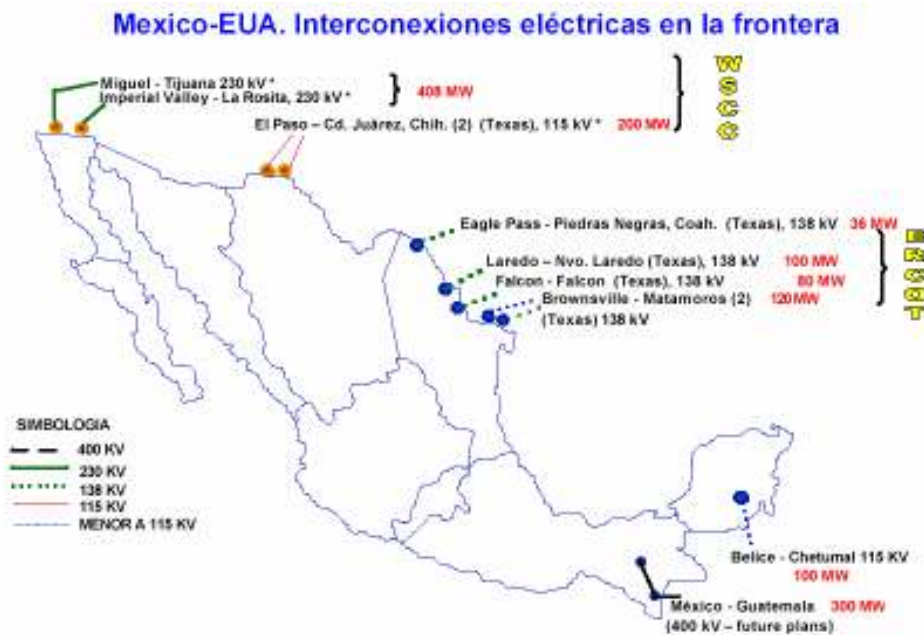 Mexico-EUA. Interconexiones eléctricas en la frontera
Miguel - Tijuana 230 kV *
Imperial Valley - La Rosita, 230 kV *
408 MW
El Paso – Cd. Juárez, Chih. (2) (Texas), 115 kV * 200 MW
WSCC
Eagle Pass - Piedras Negras, Coah. (Texas), 138 kV 36 MW
Laredo – Nvo. Laredo (Texas), 138 kV 100 MW
Falcon - Falcon (Texas), 138 kV 80 MW
Brownsville - Matamoros (2) 120MW
(Texas) 138 kV
ERCOT
SIMBOLOGIA
400 KV
230 KV
138 KV
115 KV
MENOR A 115 KV
Belice - Chetumal 115 KV
100 MW
México - Guatemala 300 MW
(400 kV – future plans)